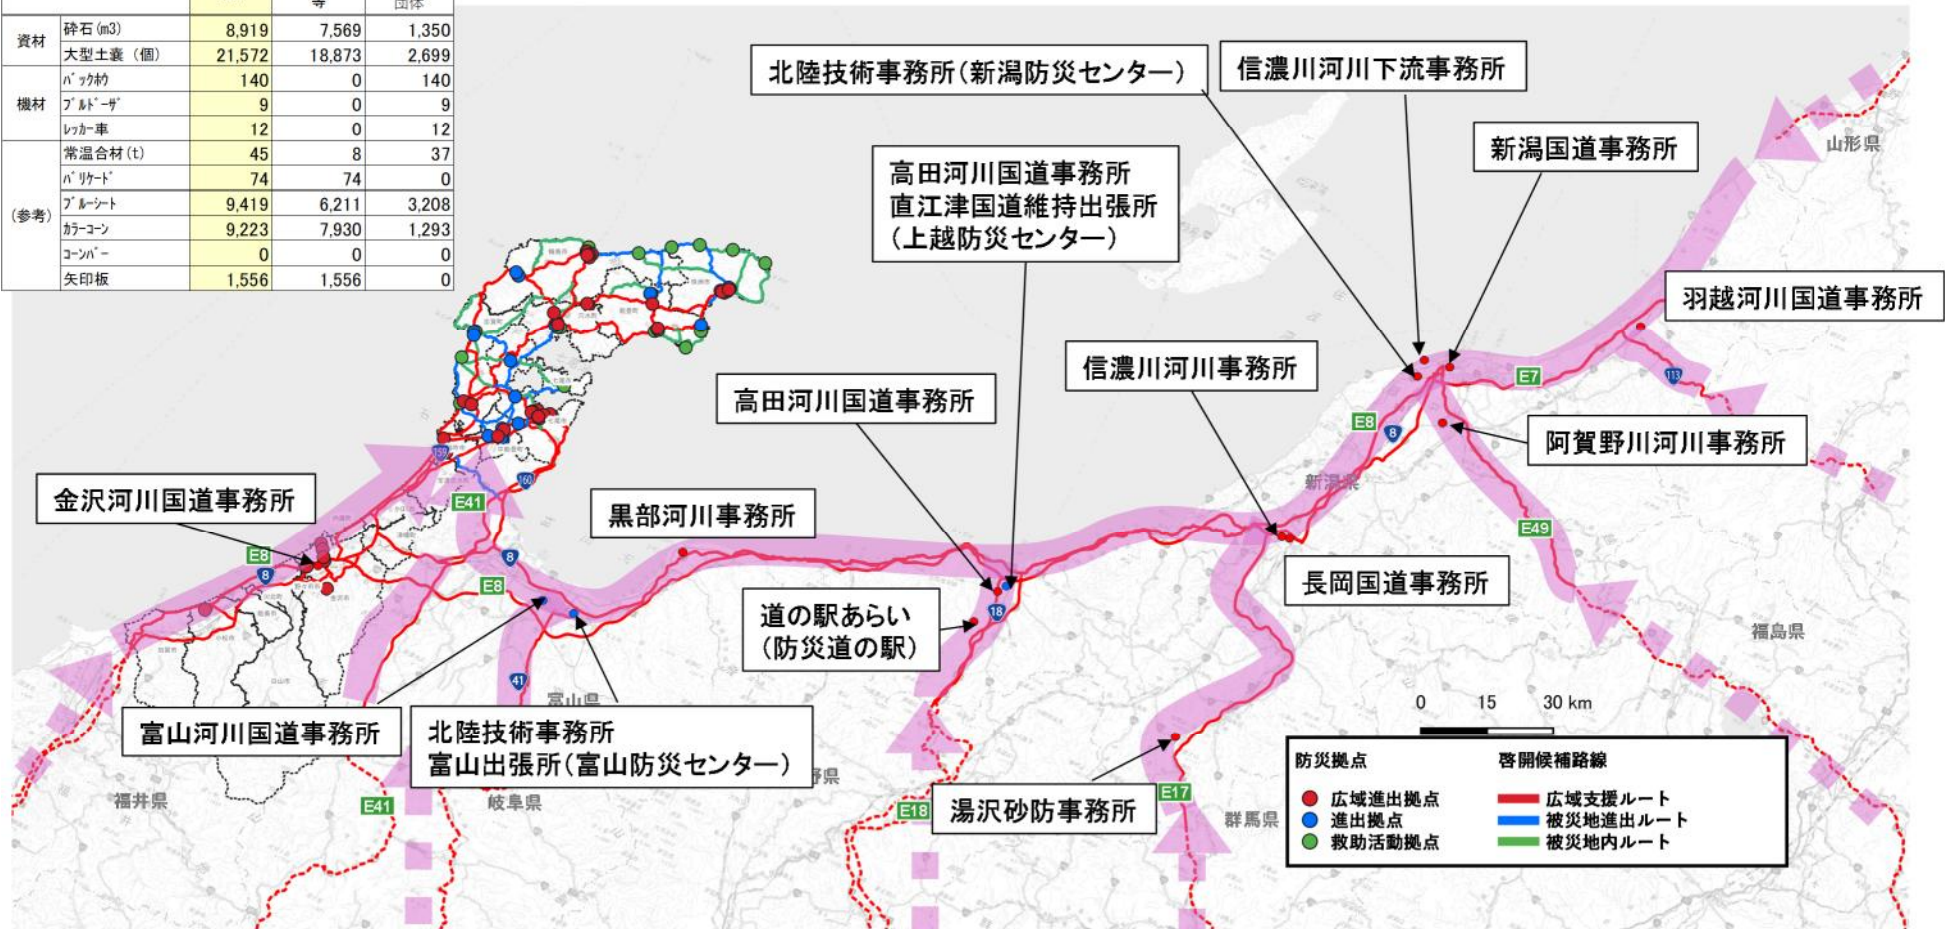 等 団体
資材 砕石(m3) 8,919 7,569 1,350
大型土嚢（個） 21,572 18,873 2,699
機材 ﾊﾞｯｸﾎｳ 140 0 140
ﾌﾞﾙﾄﾞｰｻﾞ 9 0 9
ﾚｯｶｰ車 12 0 12
(参考) 常温合材(t) 45 8 37
ﾊﾞﾘｹｰﾄﾞ 74 74 0
ﾌﾞﾙｰｼｰﾄ 9,419 6,211 3,208
ｶﾗｰｺｰﾝ 9,223 7,930 1,293
ｺｰﾝﾊﾞｰ 0 0 0
矢印板 1,556 1,556 0
北陸技術事務所(新潟防災センター)
信濃川河川下流事務所
新潟国道事務所
山形県
高田河川国道事務所
直江津国道維持出張所
(上越防災センター)
羽越河川国道事務所
信濃川河川事務所
高田河川国道事務所
E7
113
E8
8
阿賀野川河川事務所
159
160
E41
新潟県
金沢河川国道事務所
黒部河川事務所
E49
E8
8
8
E8
長岡国道事務所
道の駅あらい
(防災道の駅)
18
福島県
41
富山県
0 15 30 km
富山河川国道事務所
北陸技術事務所
富山出張所(富山防災センター)
野県
福井県
E41
岐阜県
E18
湯沢砂防事務所
E17
群馬県
防災拠点
広域進出拠点
進出拠点
救助活動拠点
啓開候補路線
広域支援ルート
被災地進出ルート
被災地内ルート